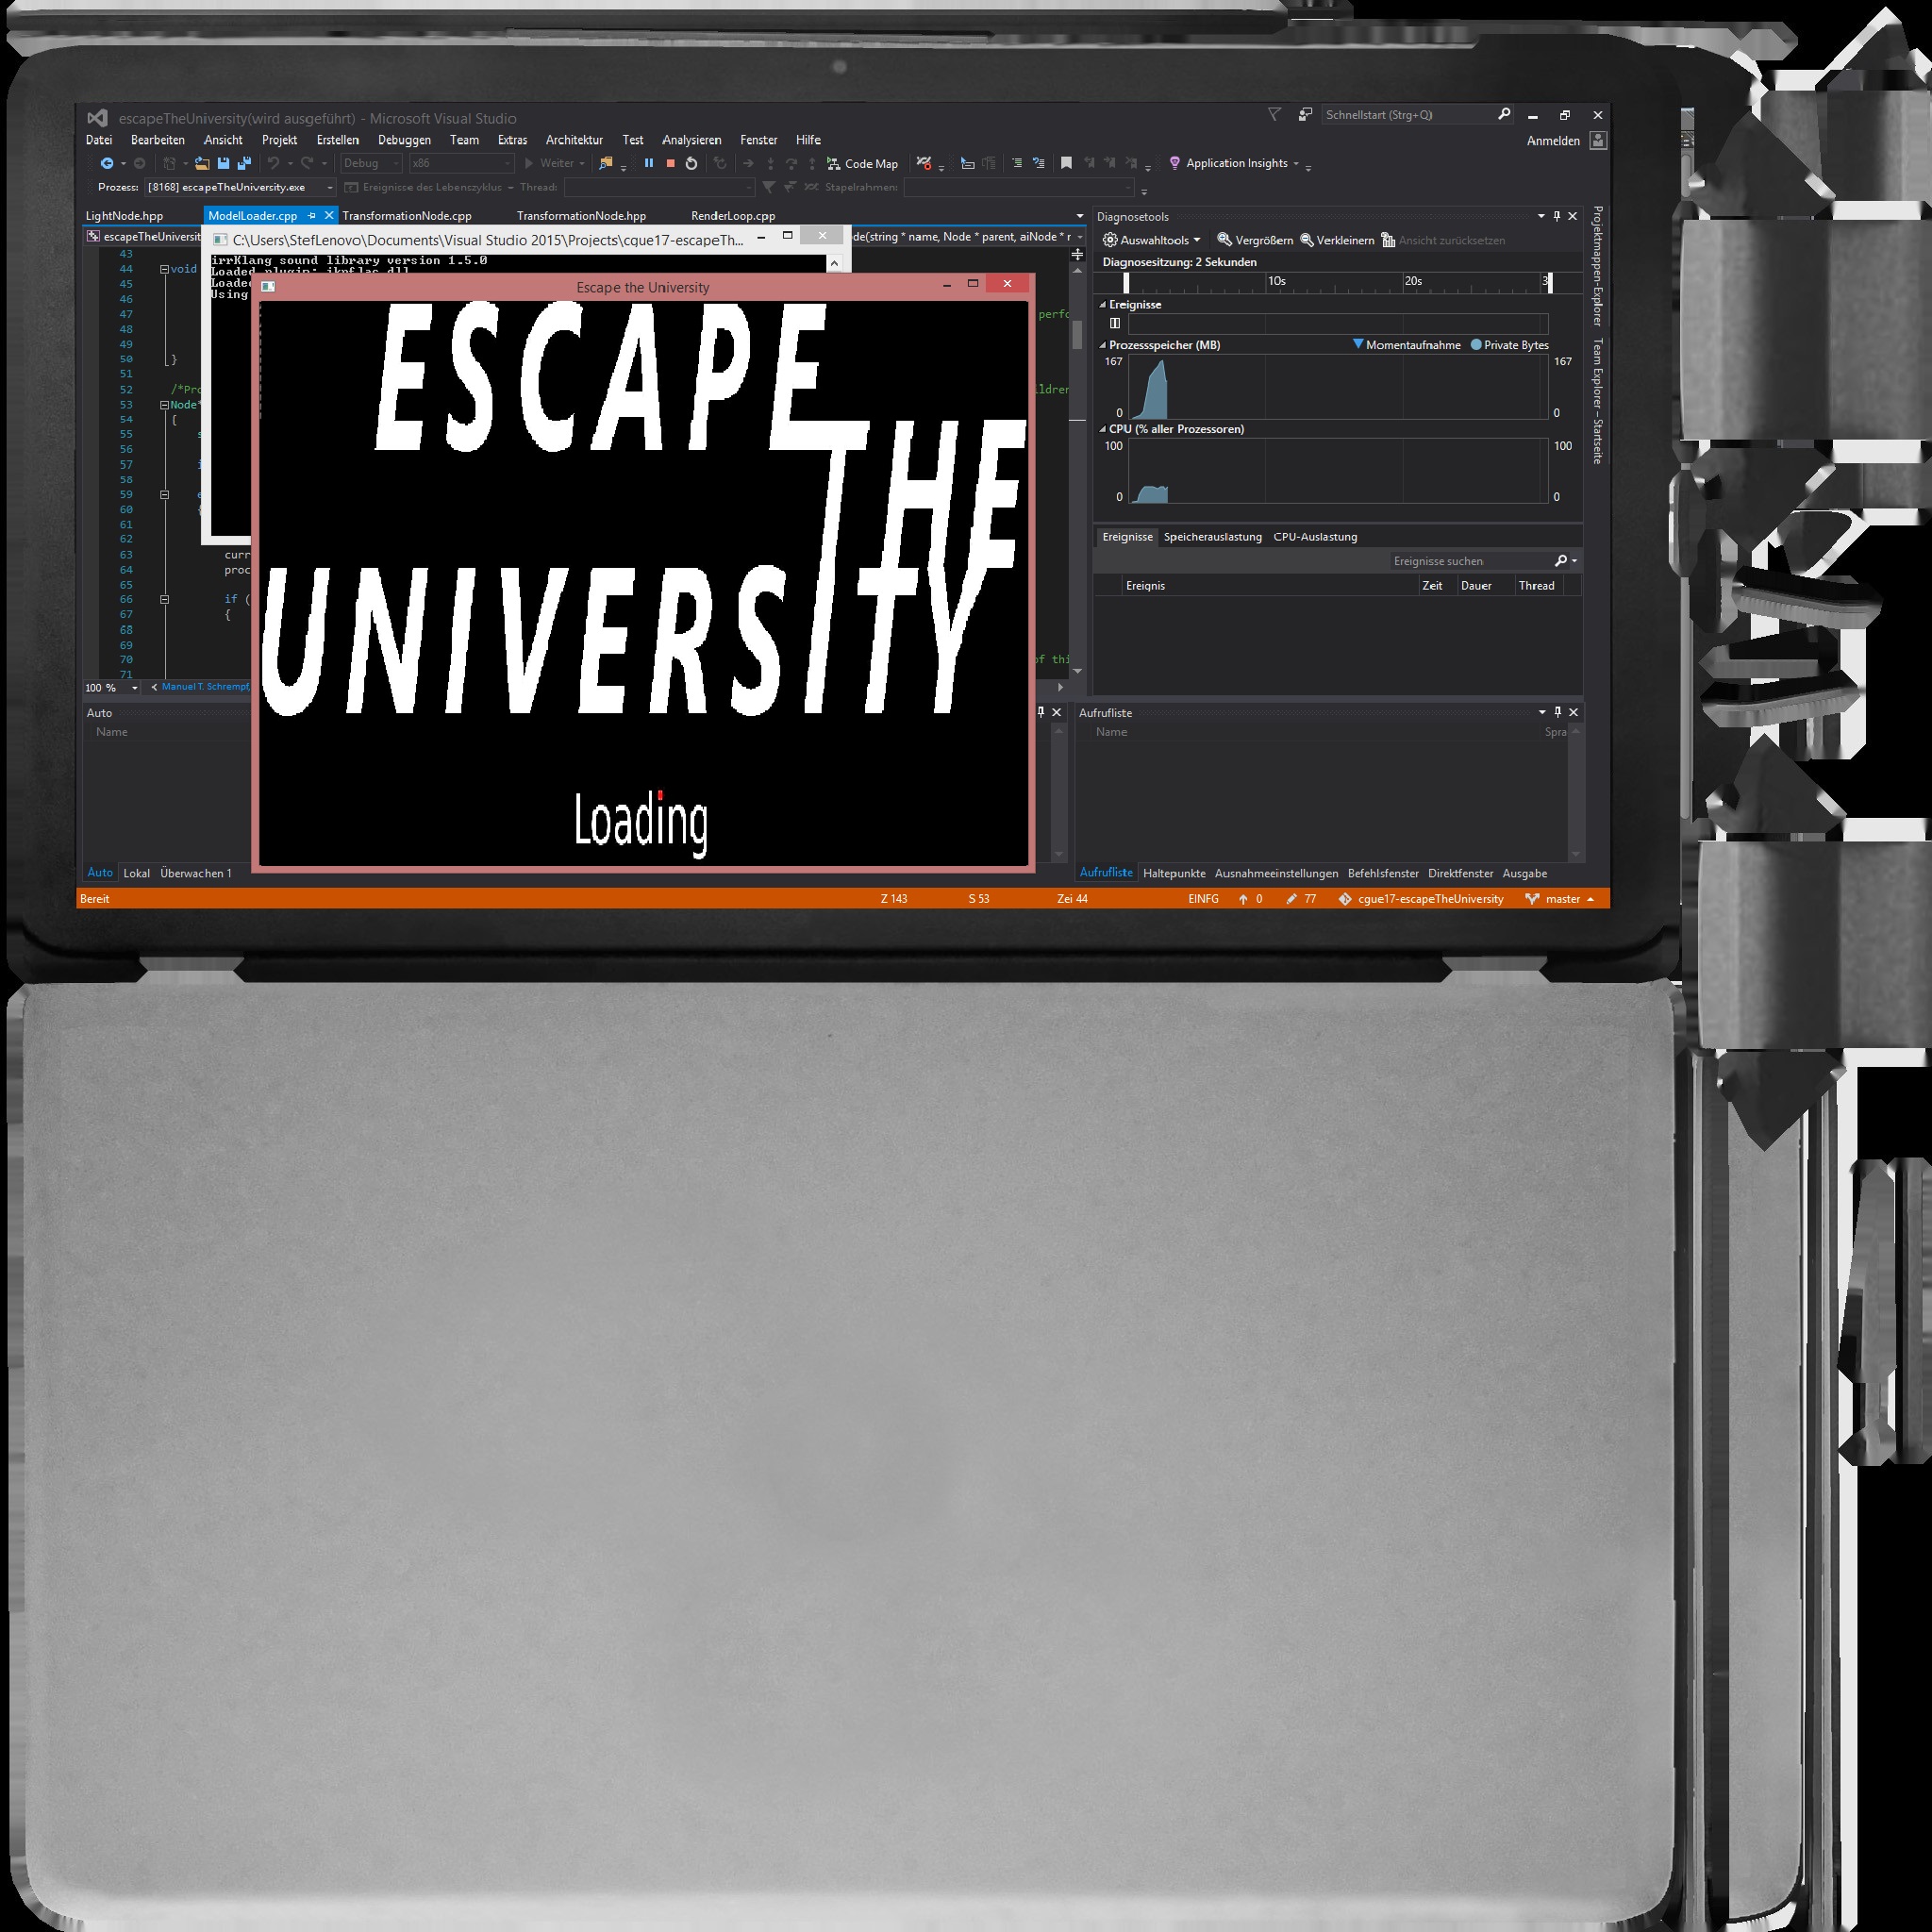 escapeTheUniversity(wird ausgeführt) - Microsoft Visual Studio
Schnellstart (Strg+Q)
Datei Bearbeiten Ansicht Projekt Erstellen Debuggen Team Extras Architektur Test Analysieren Fenster Hilfe
Anmelden
Debug x86 Weiter Code Map Application Insights
Prozess: [8168] escapeTheUniversity.exe Ereignisse des Lebenszyklus Thread: Stapelrahmen:
LightNode.hpp ModelLoader.cpp TransformationNode.cpp TransformationNode.hpp RenderLoop.cpp
escapeTheUniversit
de(string * name, Node * parent, aiNode * r
C:\Users\StefLenovo\Documents\Visual Studio 2015\Projects\cque17-escapeTh...
irrKlang sound library version 1.5.0
Loaded plugin: ikpflac.dll
Loade
Using
Escape the University
ESCAPE
THE
UNIVERSITY
Loading
43
44 void
45
46
47 perfo
48
49
50 }
51
52 /*Pro ildren
53 Node*
54 {
55 s
56
57 i
58
59 e
60 {
61
62
63 curr
64 proc
65
66 if (
67 {
68
69
70 of thi
71
100 % Manuel T. Schrempf,
Diagnosetools
Auswahltools Vergrößern Verkleinern Ansicht zurücksetzen
Diagnosesitzung: 2 Sekunden
10s 20s 3
Ereignisse
Prozessspeicher (MB) Momentaufnahme Private Bytes
167 167
0 0
CPU (% aller Prozessoren)
100 100
0 0
Ereignisse Speicherauslastung CPU-Auslastung
Ereignisse suchen
Ereignis Zeit Dauer Thread
Projektmappen-Explorer
Team Explorer – Startseite
Auto
Name
Auto Lokal Überwachen 1
Aufrufliste
Name Spra
Aufrufliste Haltepunkte Ausnahmeeinstellungen Befehlsfenster Direktfenster Ausgabe
Bereit Z 143 S 53 Zei 44 EINFG 0 77 cgue17-escapeTheUniversity master